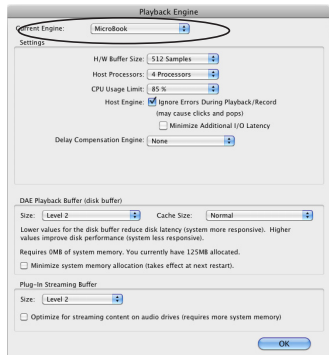 Playback Engine
Current Engine: MicroBook
Settings
H/W Buffer Size: 512 Samples
Host Processors: 4 Processors
CPU Usage Limit: 85 %
Host Engine: Ignore Errors During Playback/Record
(may cause clicks and pops)
Minimize Additional I/O Latency
Delay Compensation Engine: None
DAE Playback Buffer (disk buffer)
Size: Level 2 Cache Size: Normal
Lower values for the disk buffer reduce disk latency (system more responsive). Higher
values improve disk performance (system less responsive).
Requires 0MB of system memory. You currently have 125MB allocated.
Minimize system memory allocation (takes effect at next restart).
Plug-In Streaming Buffer
Size: Level 2
Optimize for streaming content on audio drives (requires more system memory)
OK